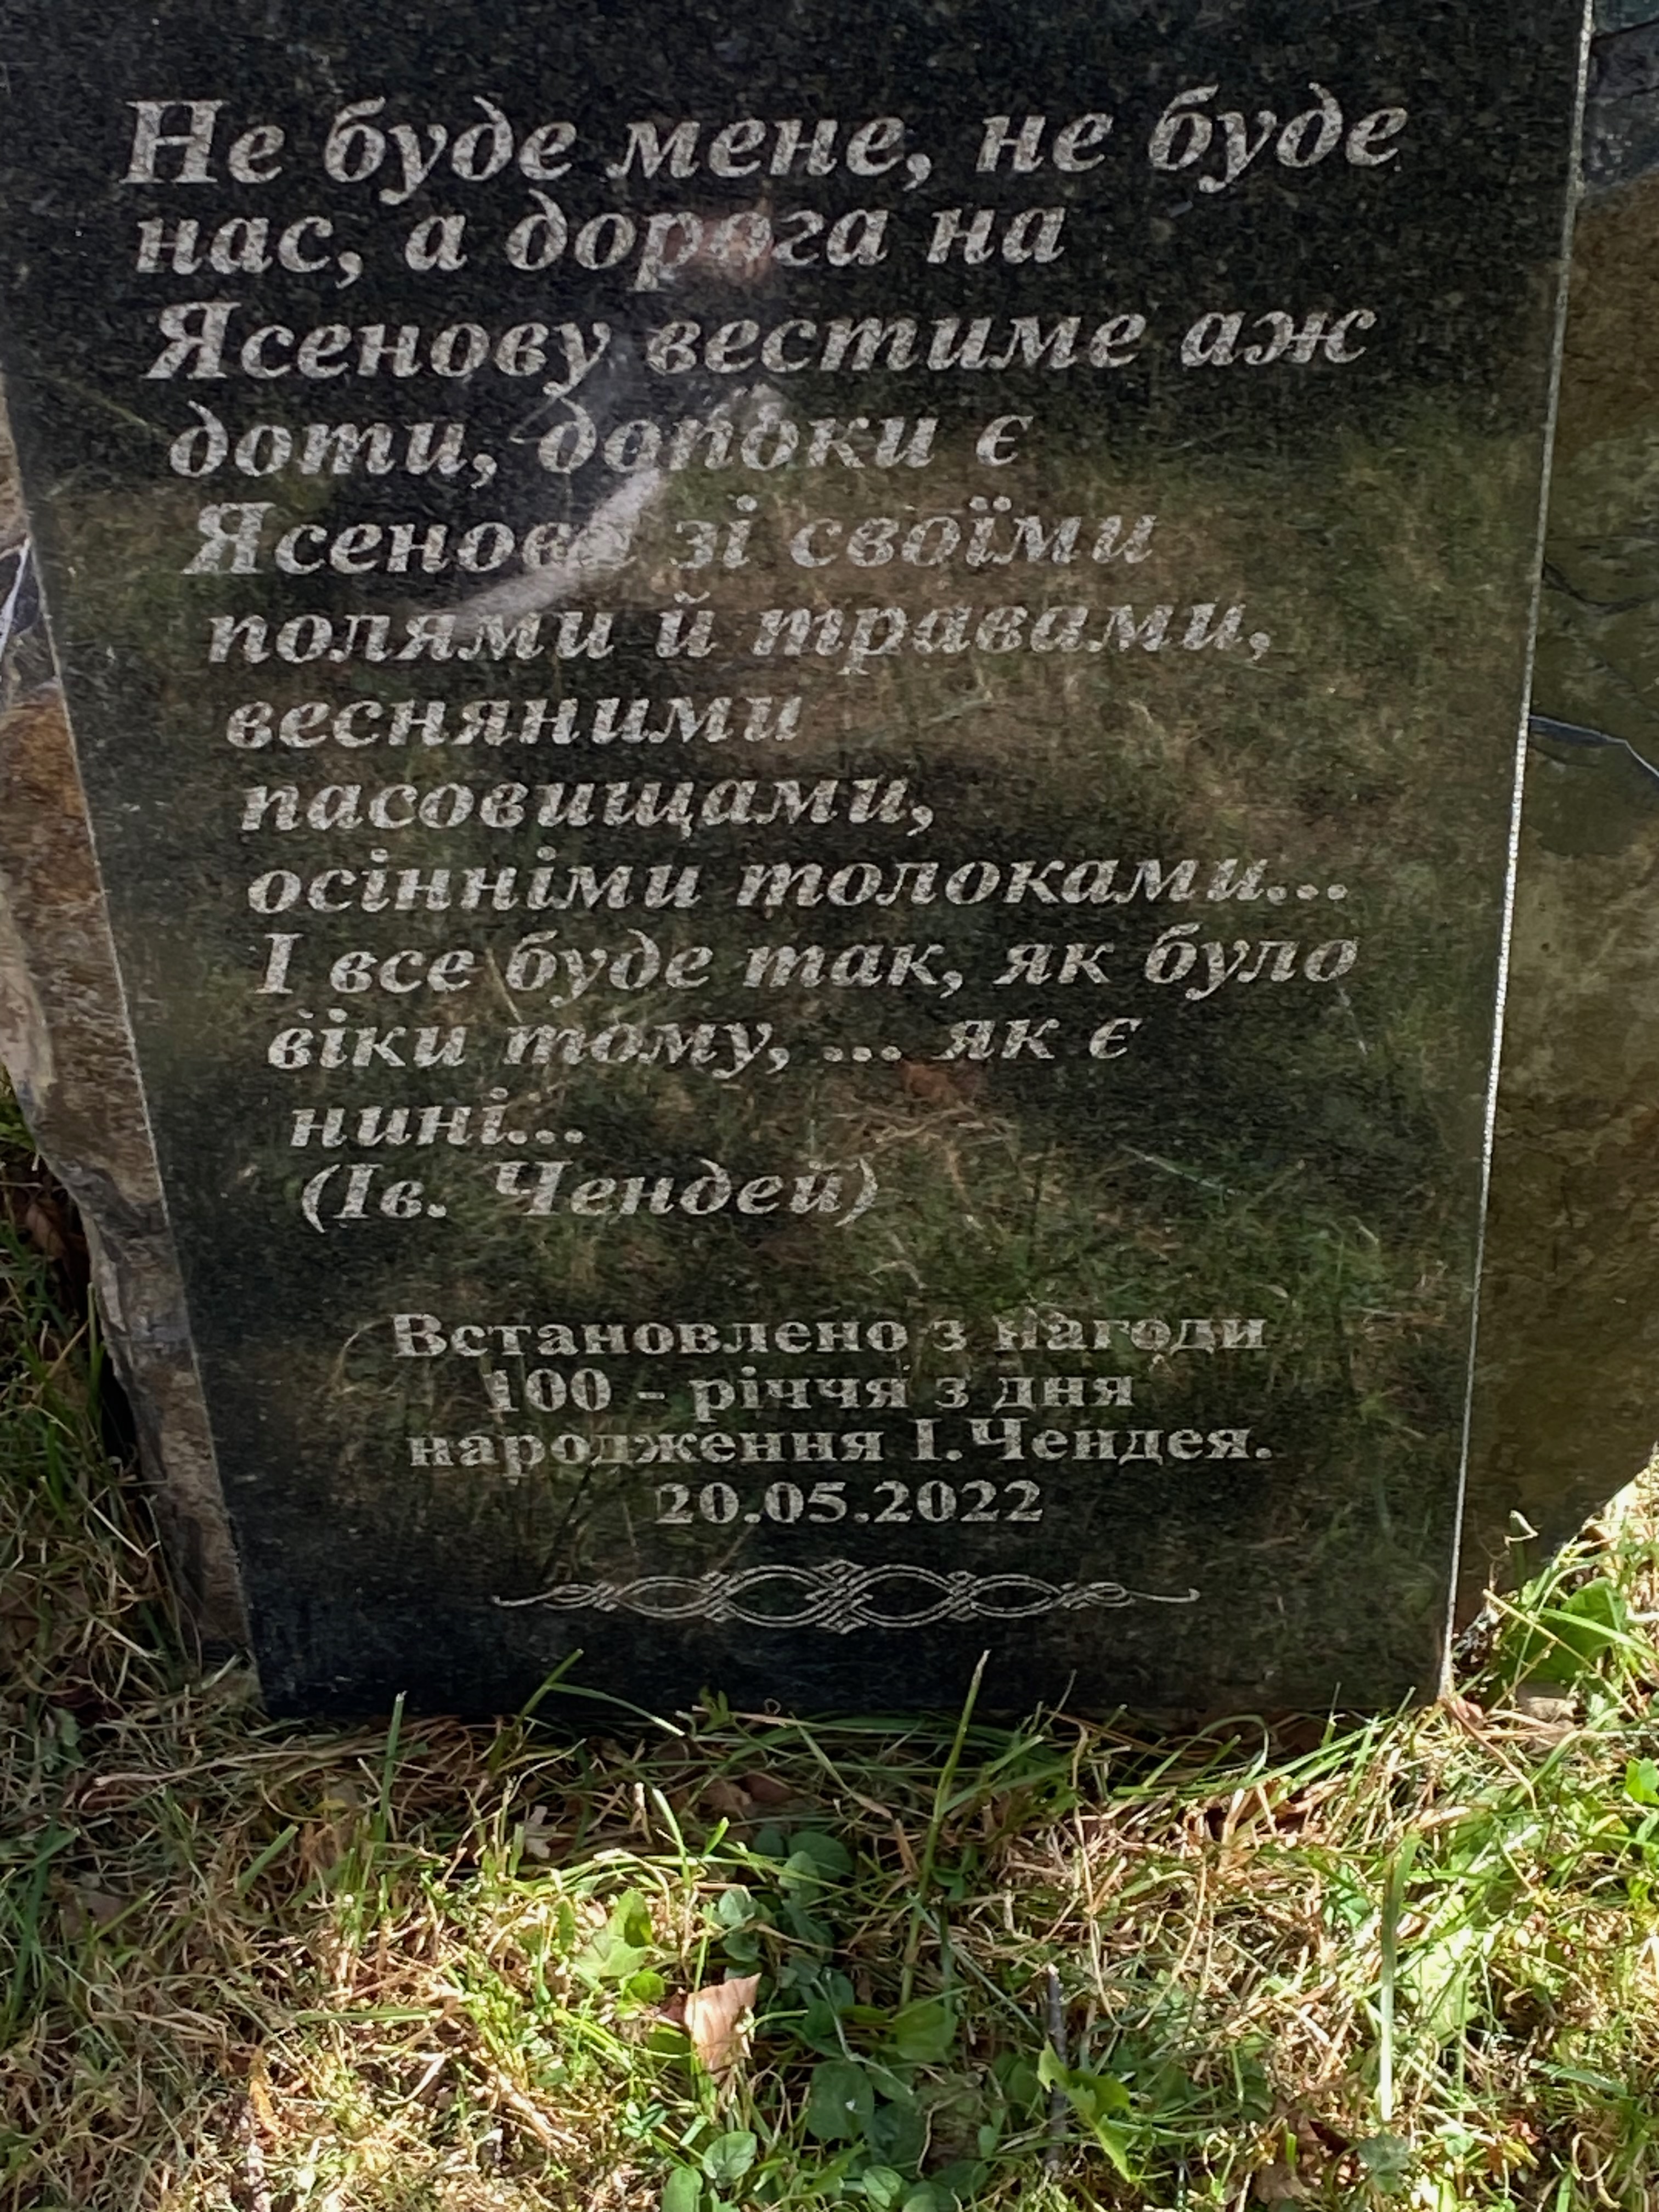 Не буде мене, не буде
нас, а дорога на
Ясенову вестиме аж
доти, допоки є
Ясенова зі своїми
полями й травами,
весняними
пасовищами,
осінніми толоками...
І все буде так, як було
віки тому, ... як є
нині...
(Ів. Чендей)
Встановлено з нагоди
100 - річчя з дня
народження І.Чендея.
20.05.2022